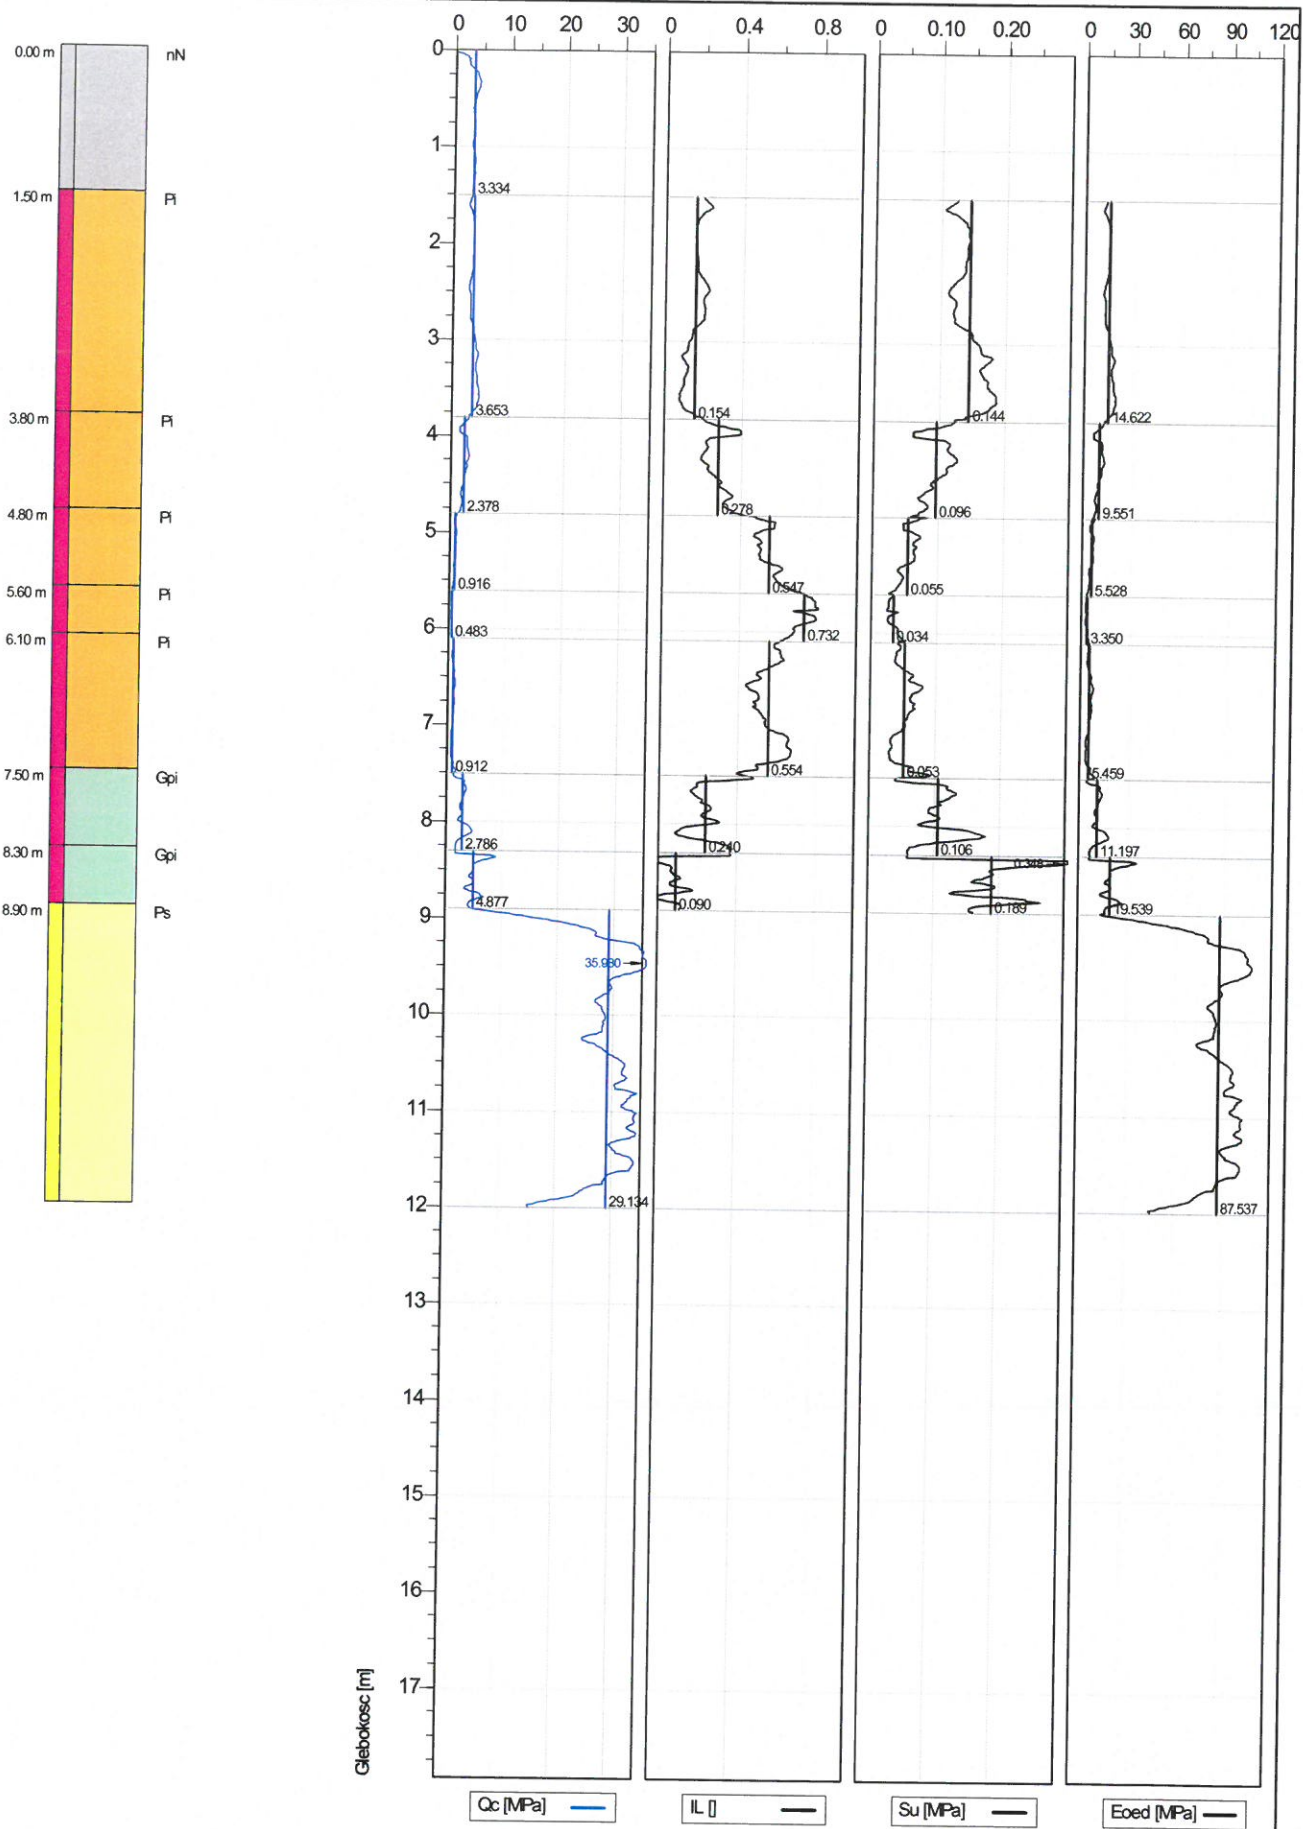 0 10 20 30 0 0.4 0.8 0 0.10 0.20 0 30 60 90 120
0
0.00 m nN
1
3.334
1.50 m Pi
2
3
3.653 0.154 0.144 14.622
3.80 m Pi
4
2.378 0.278 0.096 9.551
4.80 m Pi
5
0.916 0.547 0.055 5.528
5.60 m Pi
6
0.483 0.732 0.034 3.350
6.10 m Pi
7
0.912 0.554 0.053 5.459
7.50 m Gpi
8
2.786 0.240 0.106 11.197
8.30 m Gpi
0.348
4.877 0.090 0.189 19.539
8.90 m Ps
9
35.980
10
11
12
29.134 87.537
13
14
15
16
17
Glebokosc [m]
Qc [MPa] IL [] Su [MPa] Eoed [MPa]